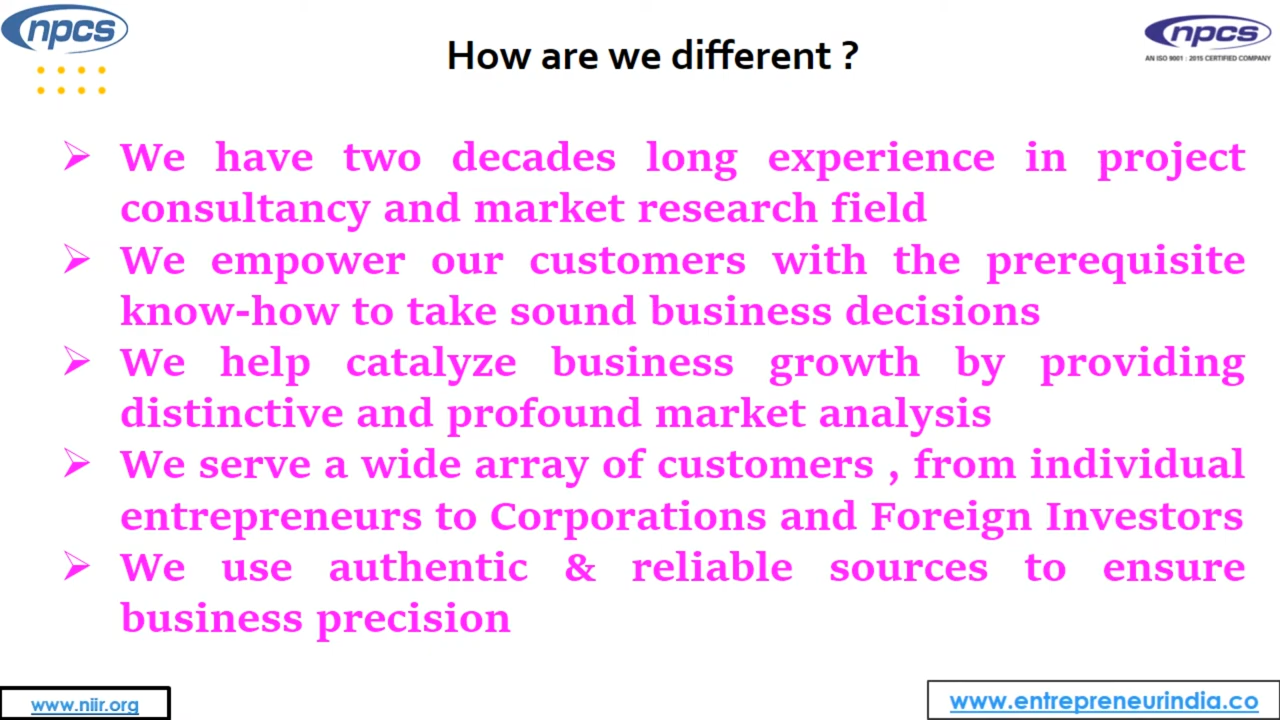 npcs
npcs
AN ISO 9001 : 2015 CERTIFIED COMPANY
How are we different ?
We have two decades long experience in project
consultancy and market research field
We empower our customers with the prerequisite
know-how to take sound business decisions
We help catalyze business growth by providing
distinctive and profound market analysis
We serve a wide array of customers , from individual
entrepreneurs to Corporations and Foreign Investors
We use authentic & reliable sources to ensure
business precision
www.niir.org
www.entrepreneurindia.co